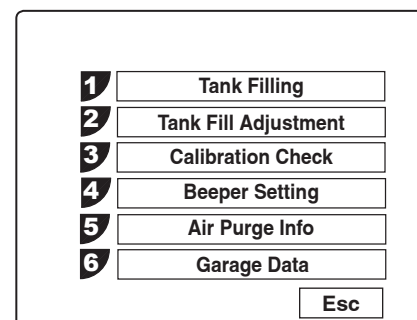 1 Tank Filling
2 Tank Fill Adjustment
3 Calibration Check
4 Beeper Setting
5 Air Purge Info
6 Garage Data
Esc